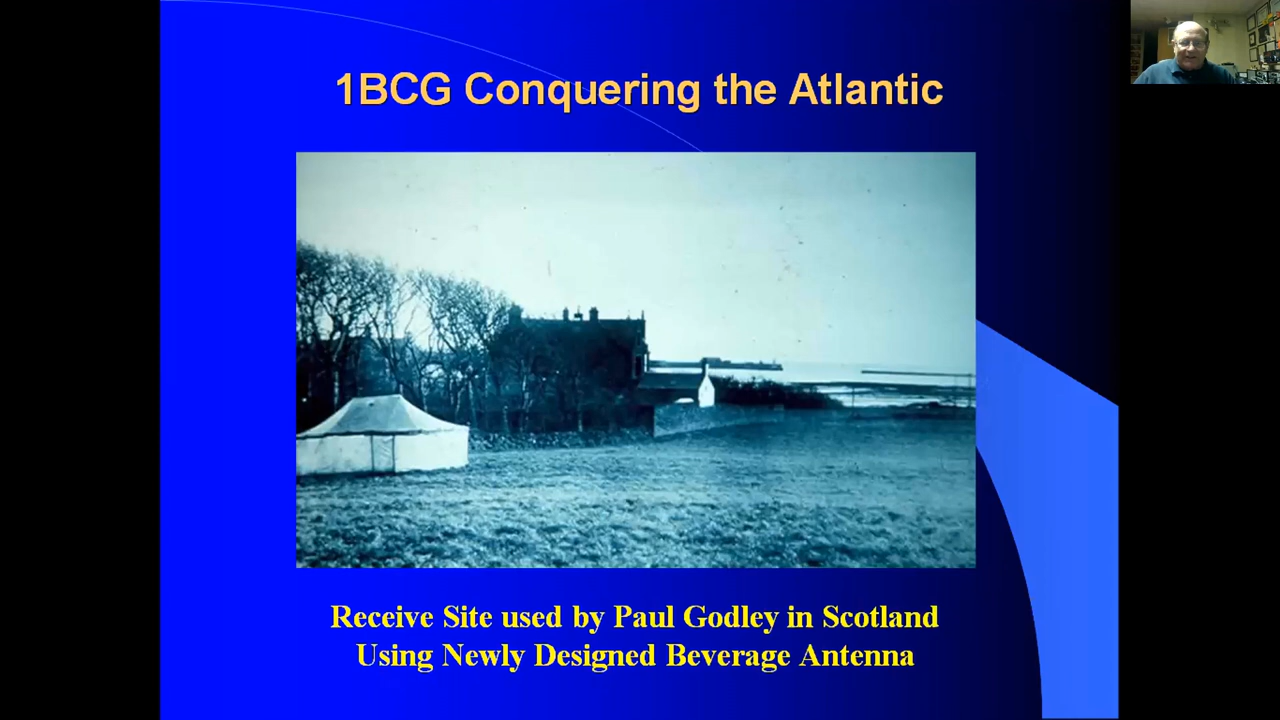 1BCG Conquering the Atlantic
Receive Site used by Paul Godley in Scotland
Using Newly Designed Beverage Antenna